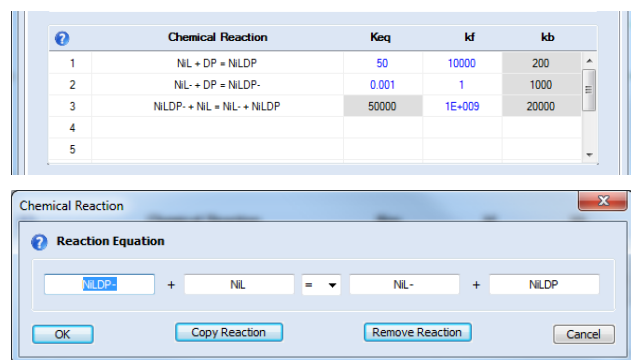 ? Chemical Reaction Keq kf kb
1 NiL + DP = NiLDP 50 10000 200
2 NiL- + DP = NiLDP- 0.001 1 1000
3 NiLDP- + NiL = NiL- + NiLDP 50000 1E+009 20000
4
5
Chemical Reaction x
? Reaction Equation
NiLDP- + NiL = NiL- + NiLDP
OK Copy Reaction Remove Reaction Cancel